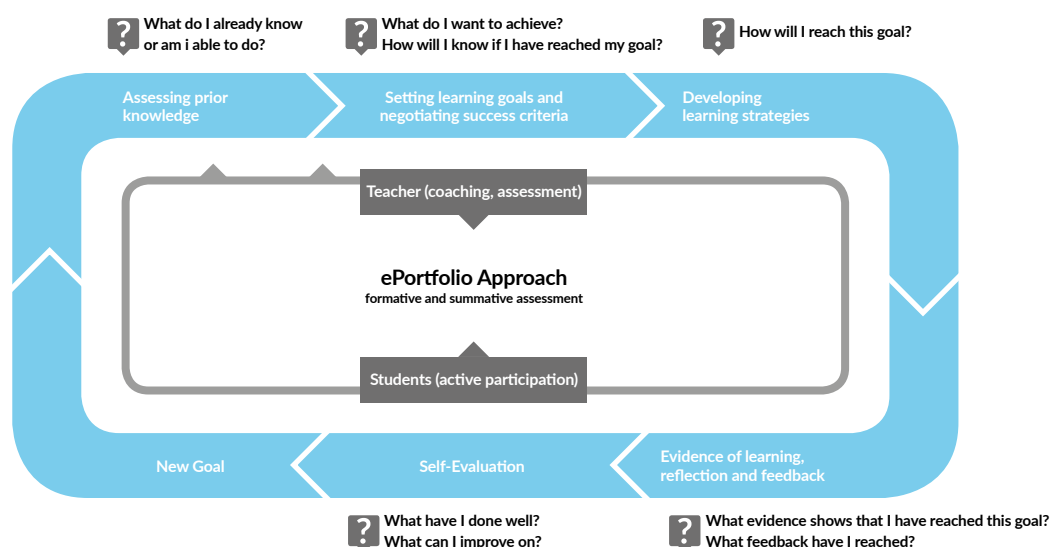 What do I already know
or am i able to do?
What do I want to achieve?
How will I know if I have reached my goal?
How will I reach this goal?
Assessing prior
knowledge
Setting learning goals and
negotiating success criteria
Developing
learning strategies
Teacher (coaching, assessment)
ePortfolio Approach
formative and summative assessment
Students (active participation)
New Goal
Self-Evaluation
Evidence of learning,
reflection and feedback
What have I done well?
What can I improve on?
What evidence shows that I have reached this goal?
What feedback have I reached?